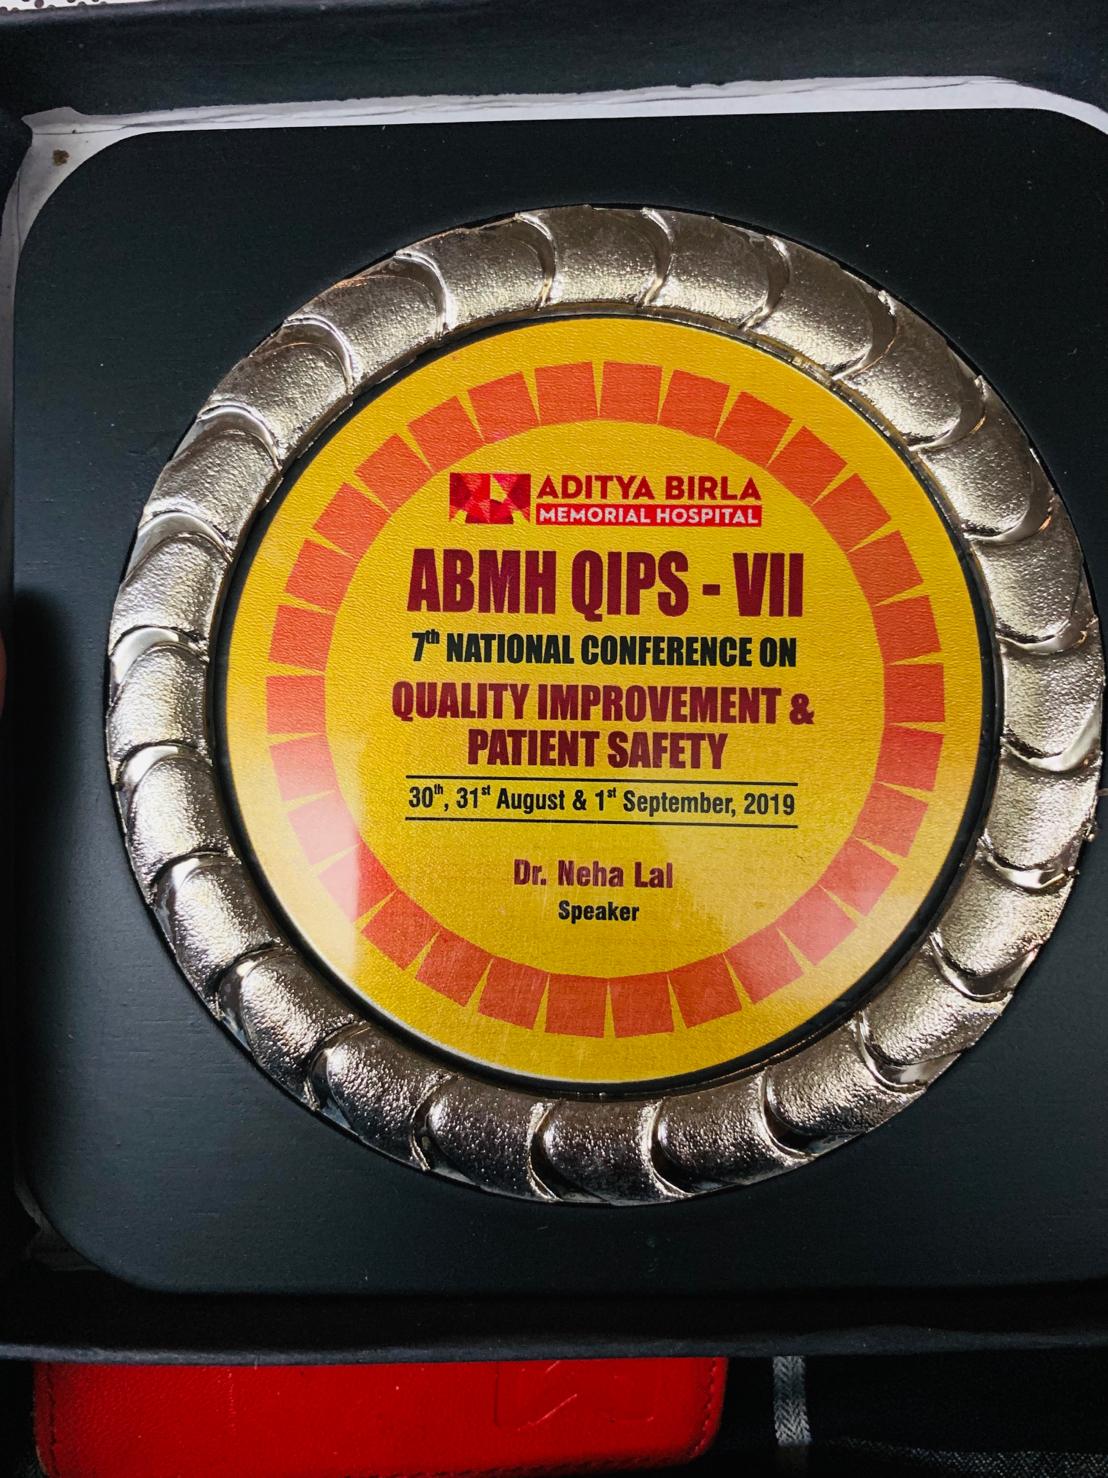 ADITYA BIRLA
MEMORIAL HOSPITAL
ABMH QIPS - VII
7th NATIONAL CONFERENCE ON
QUALITY IMPROVEMENT &
PATIENT SAFETY
30th, 31st August & 1st September, 2019
Dr. Neha Lal
Speaker